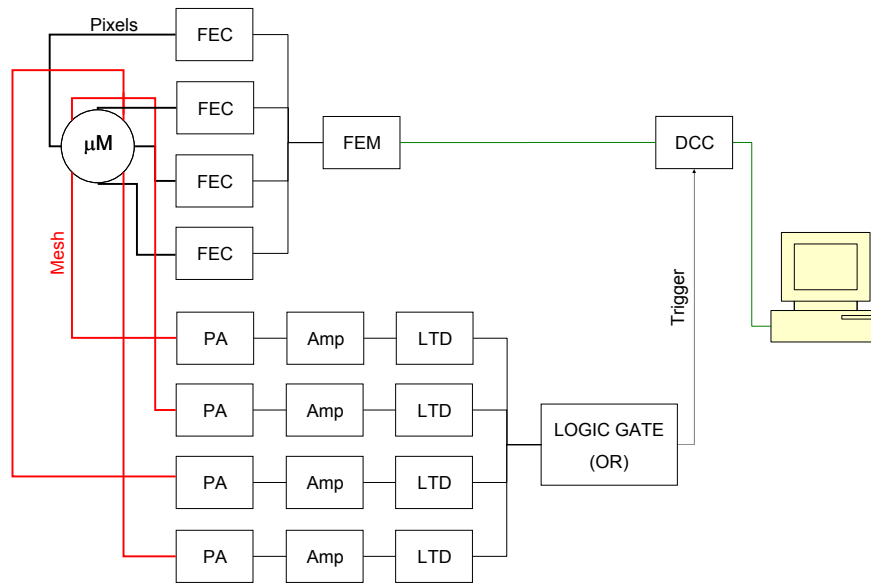 Pixels
FEC
FEC
μM
FEM
DCC
FEC
FEC
Mesh
Trigger
PA Amp LTD
PA Amp LTD
LOGIC GATE
(OR)
PA Amp LTD
PA Amp LTD